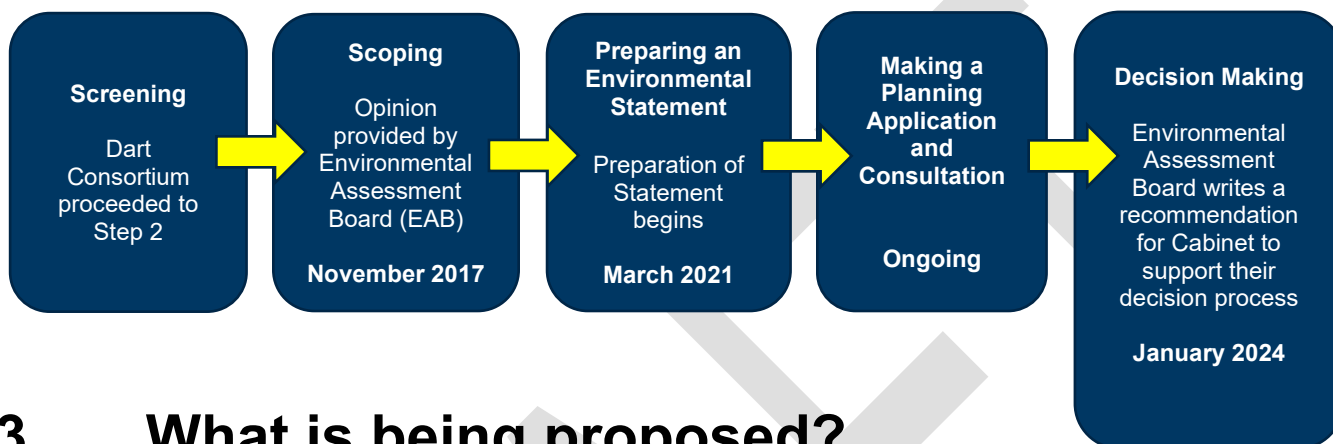 Screening
Dart
Consortium
proceeded to
Step 2
Scoping
Opinion
provided by
Environmental
Assessment
Board (EAB)
November 2017
Preparing an
Environmental
Statement
Preparation of
Statement
begins
March 2021
Making a
Planning
Application
and
Consultation
Ongoing
Decision Making
Environmental
Assessment
Board writes a
recommendation
for Cabinet to
support their
decision process
January 2024
3 What is being proposed?